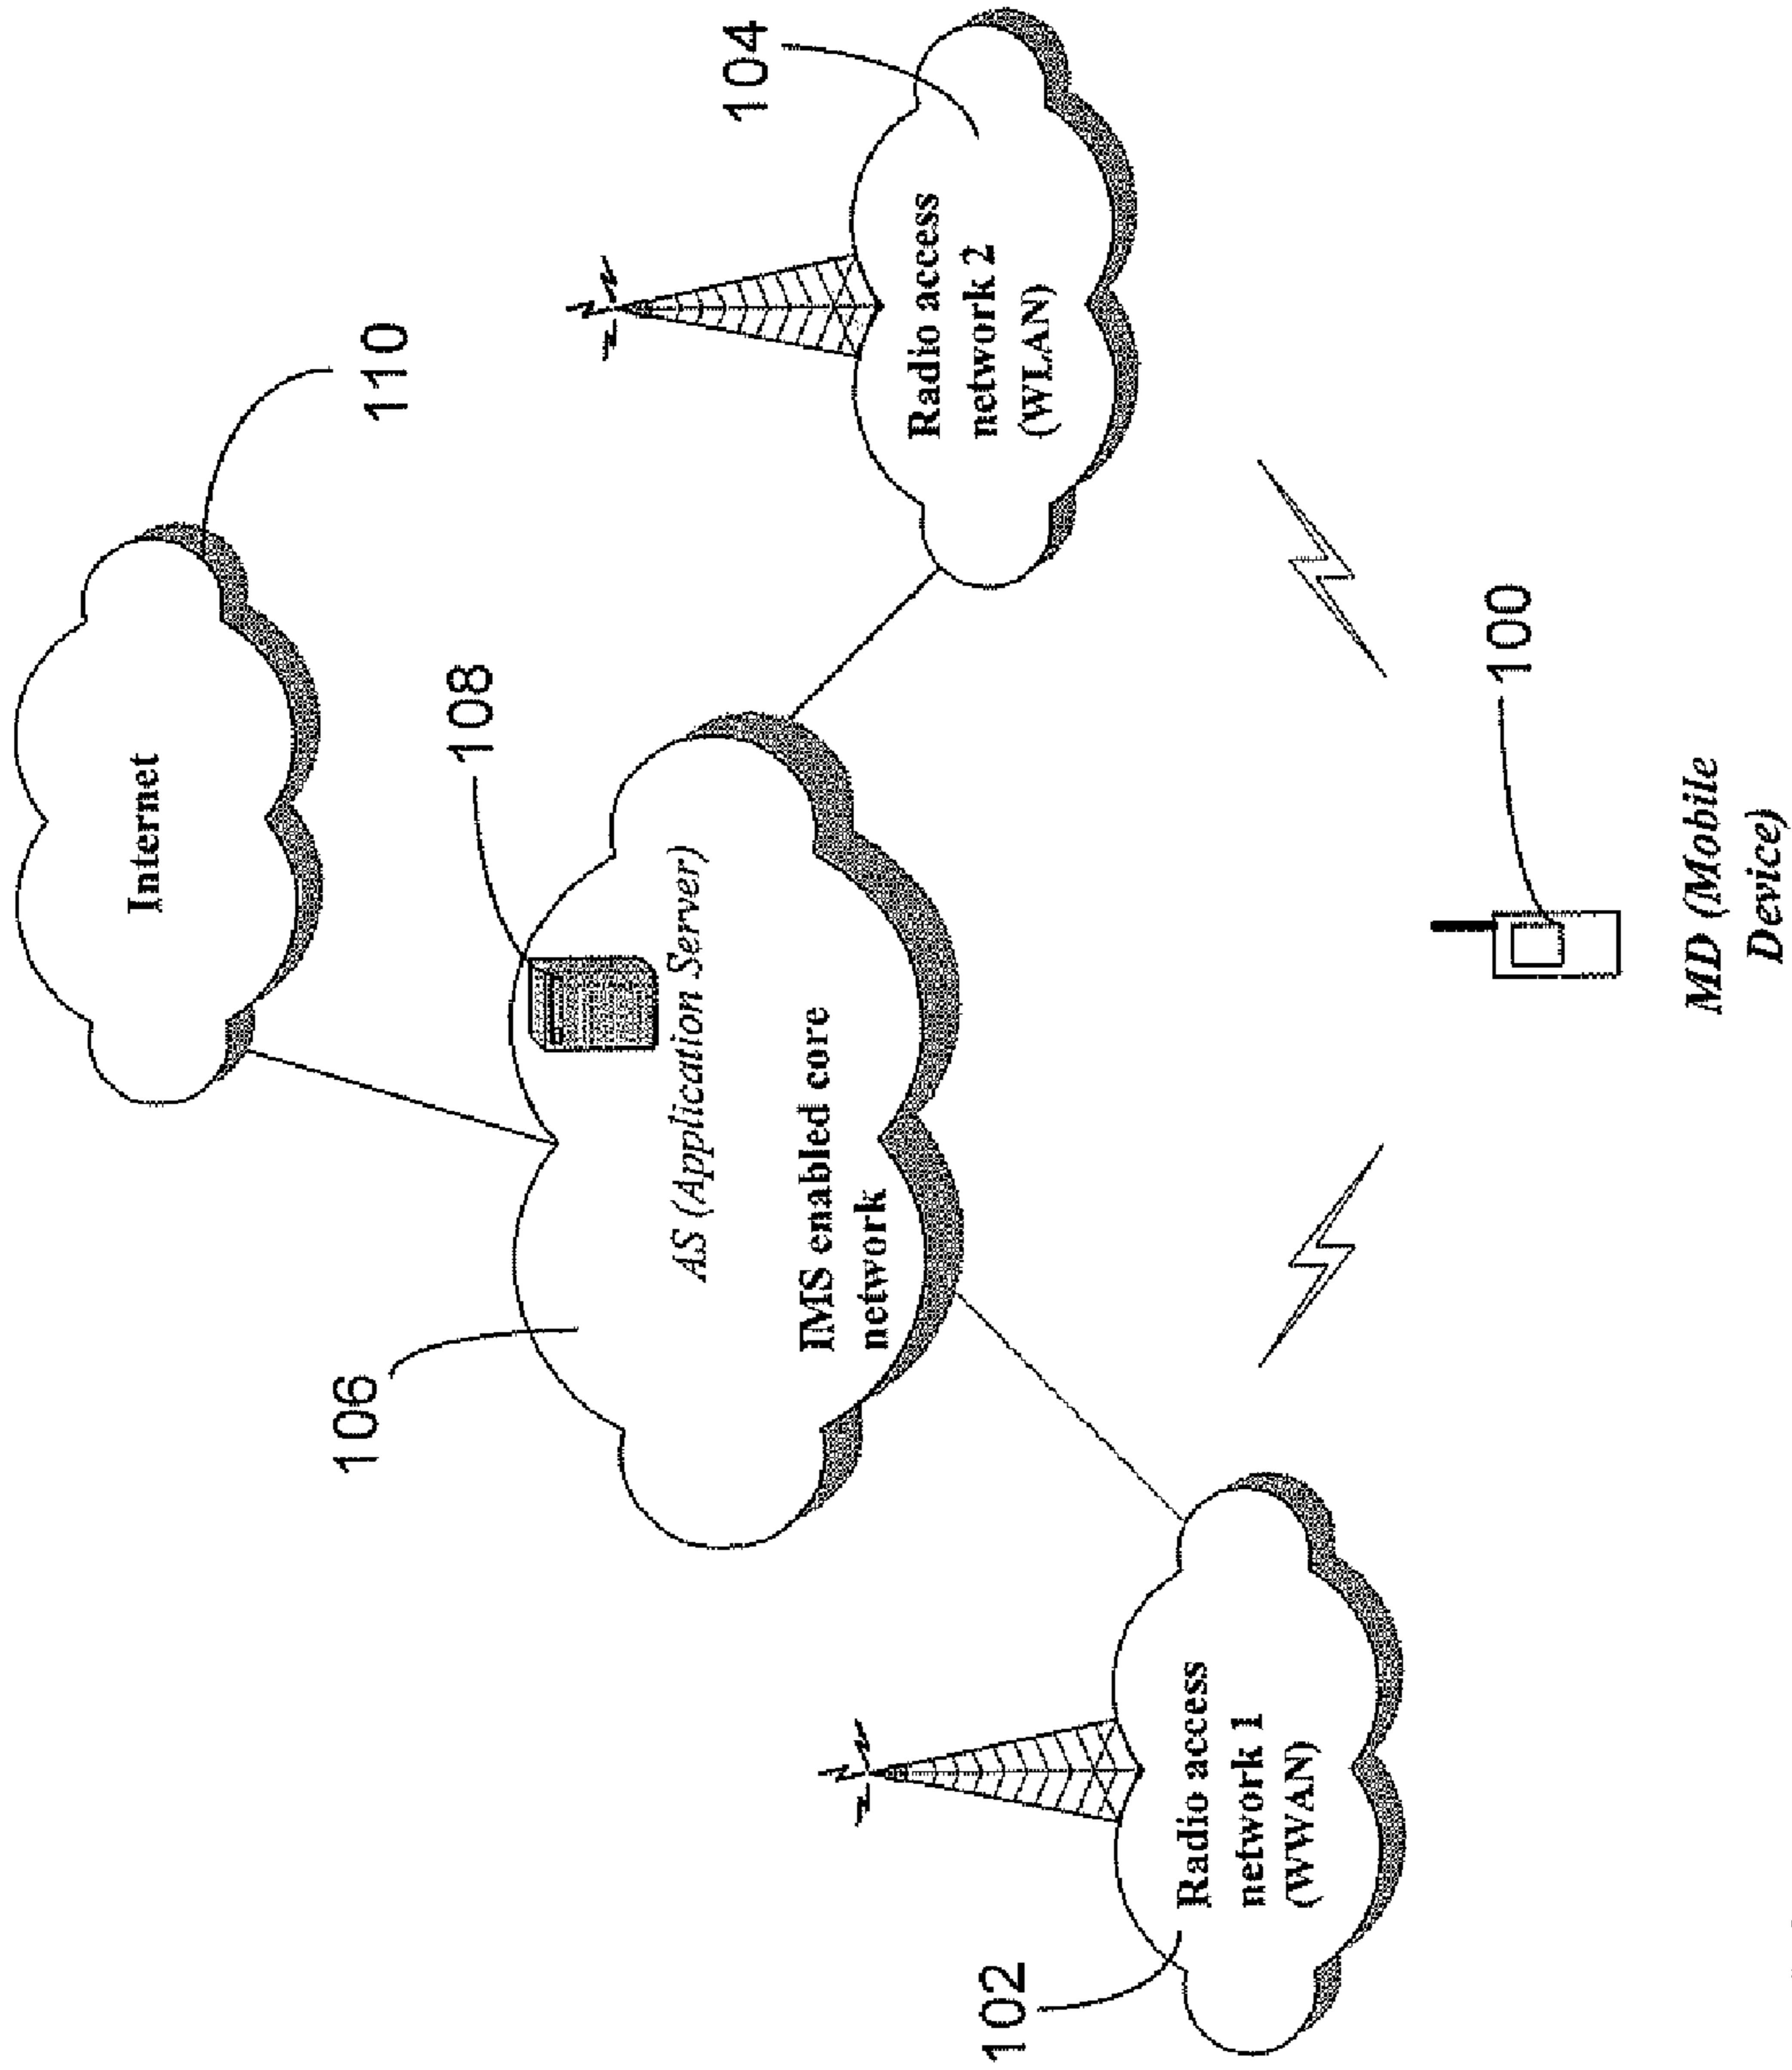 Internet
110
108
106
AS (Application Server)
IMS enabled core
network
104
Radio access
network 2
(WLAN)
102
Radio access
network 1
(WWAN)
100
MD (Mobile
Device)